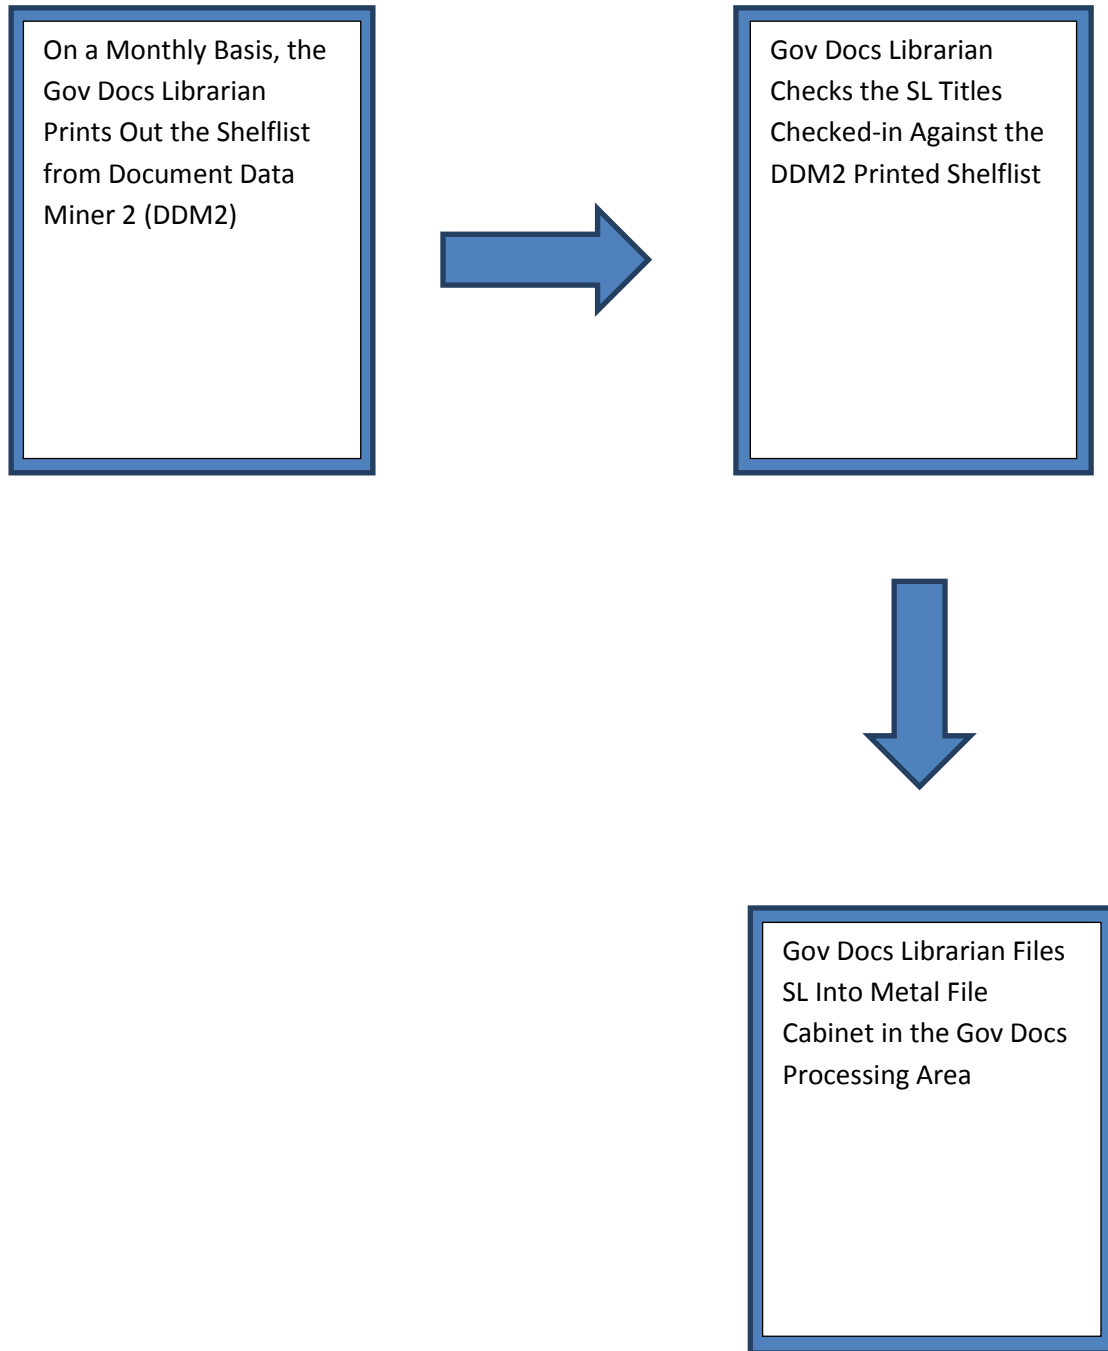 On a Monthly Basis, the
Gov Docs Librarian
Prints Out the Shelflist
from Document Data
Miner 2 (DDM2)
Gov Docs Librarian
Checks the SL Titles
Checked-in Against the
DDM2 Printed Shelflist
Gov Docs Librarian Files
SL Into Metal File
Cabinet in the Gov Docs
Processing Area